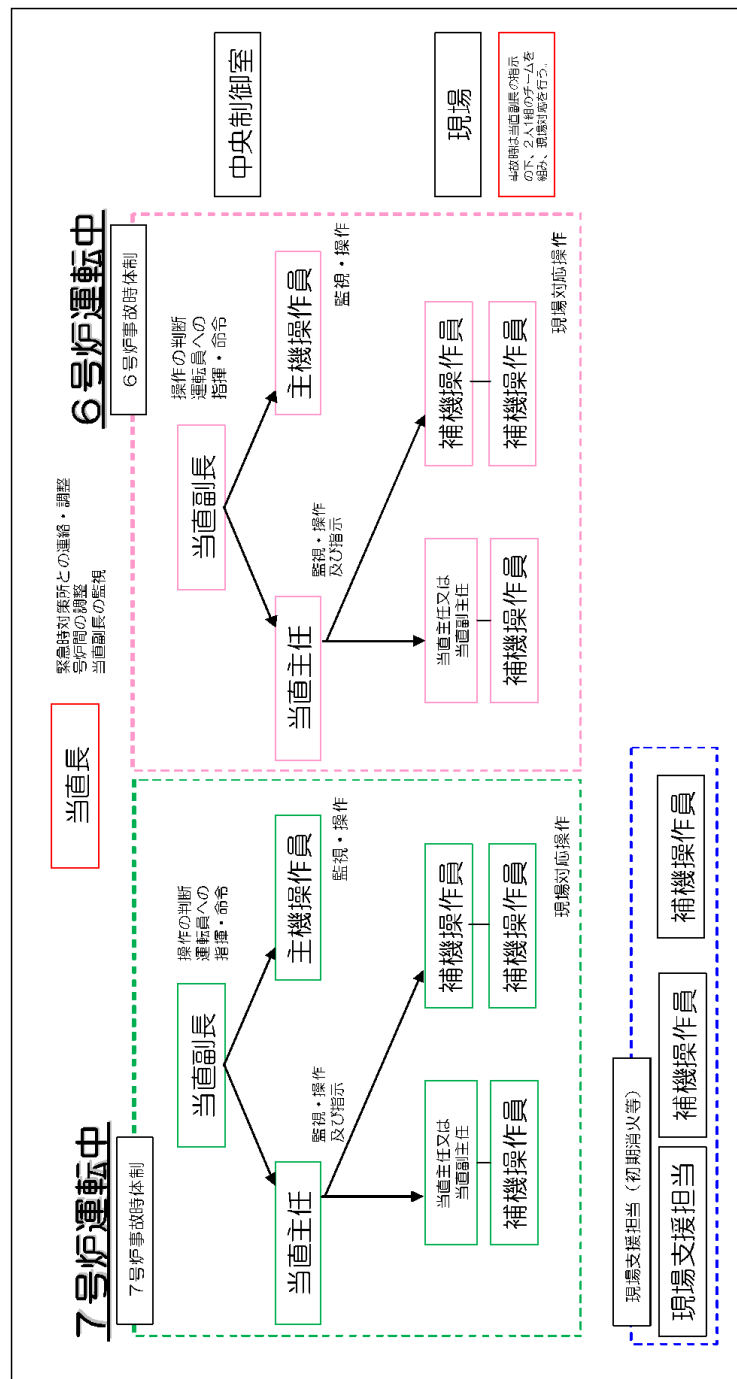 7号炉運転中
7号炉事故時体制
当直長
緊急時対策所との連絡・調整
号炉間の調整
当直副長の監視
6号炉運転中
6号炉事故時体制
当直副長
操作の判断
運転員への
指揮・命令
当直副長
操作の判断
運転員への
指揮・命令
中央制御室
当直主任
監視・操作
及び指示
主機操作員
監視・操作
当直主任
監視・操作
及び指示
主機操作員
監視・操作
当直主任又は
当直副主任
補機操作員
補機操作員
補機操作員
現場対応操作
当直主任又は
当直副主任
補機操作員
補機操作員
補機操作員
現場対応操作
現場
事故時は当直副長の指示
の下、2人1組のチームを
組み、現場対応を行う。
現場支援担当（初期消火等）
現場支援担当
補機操作員
補機操作員